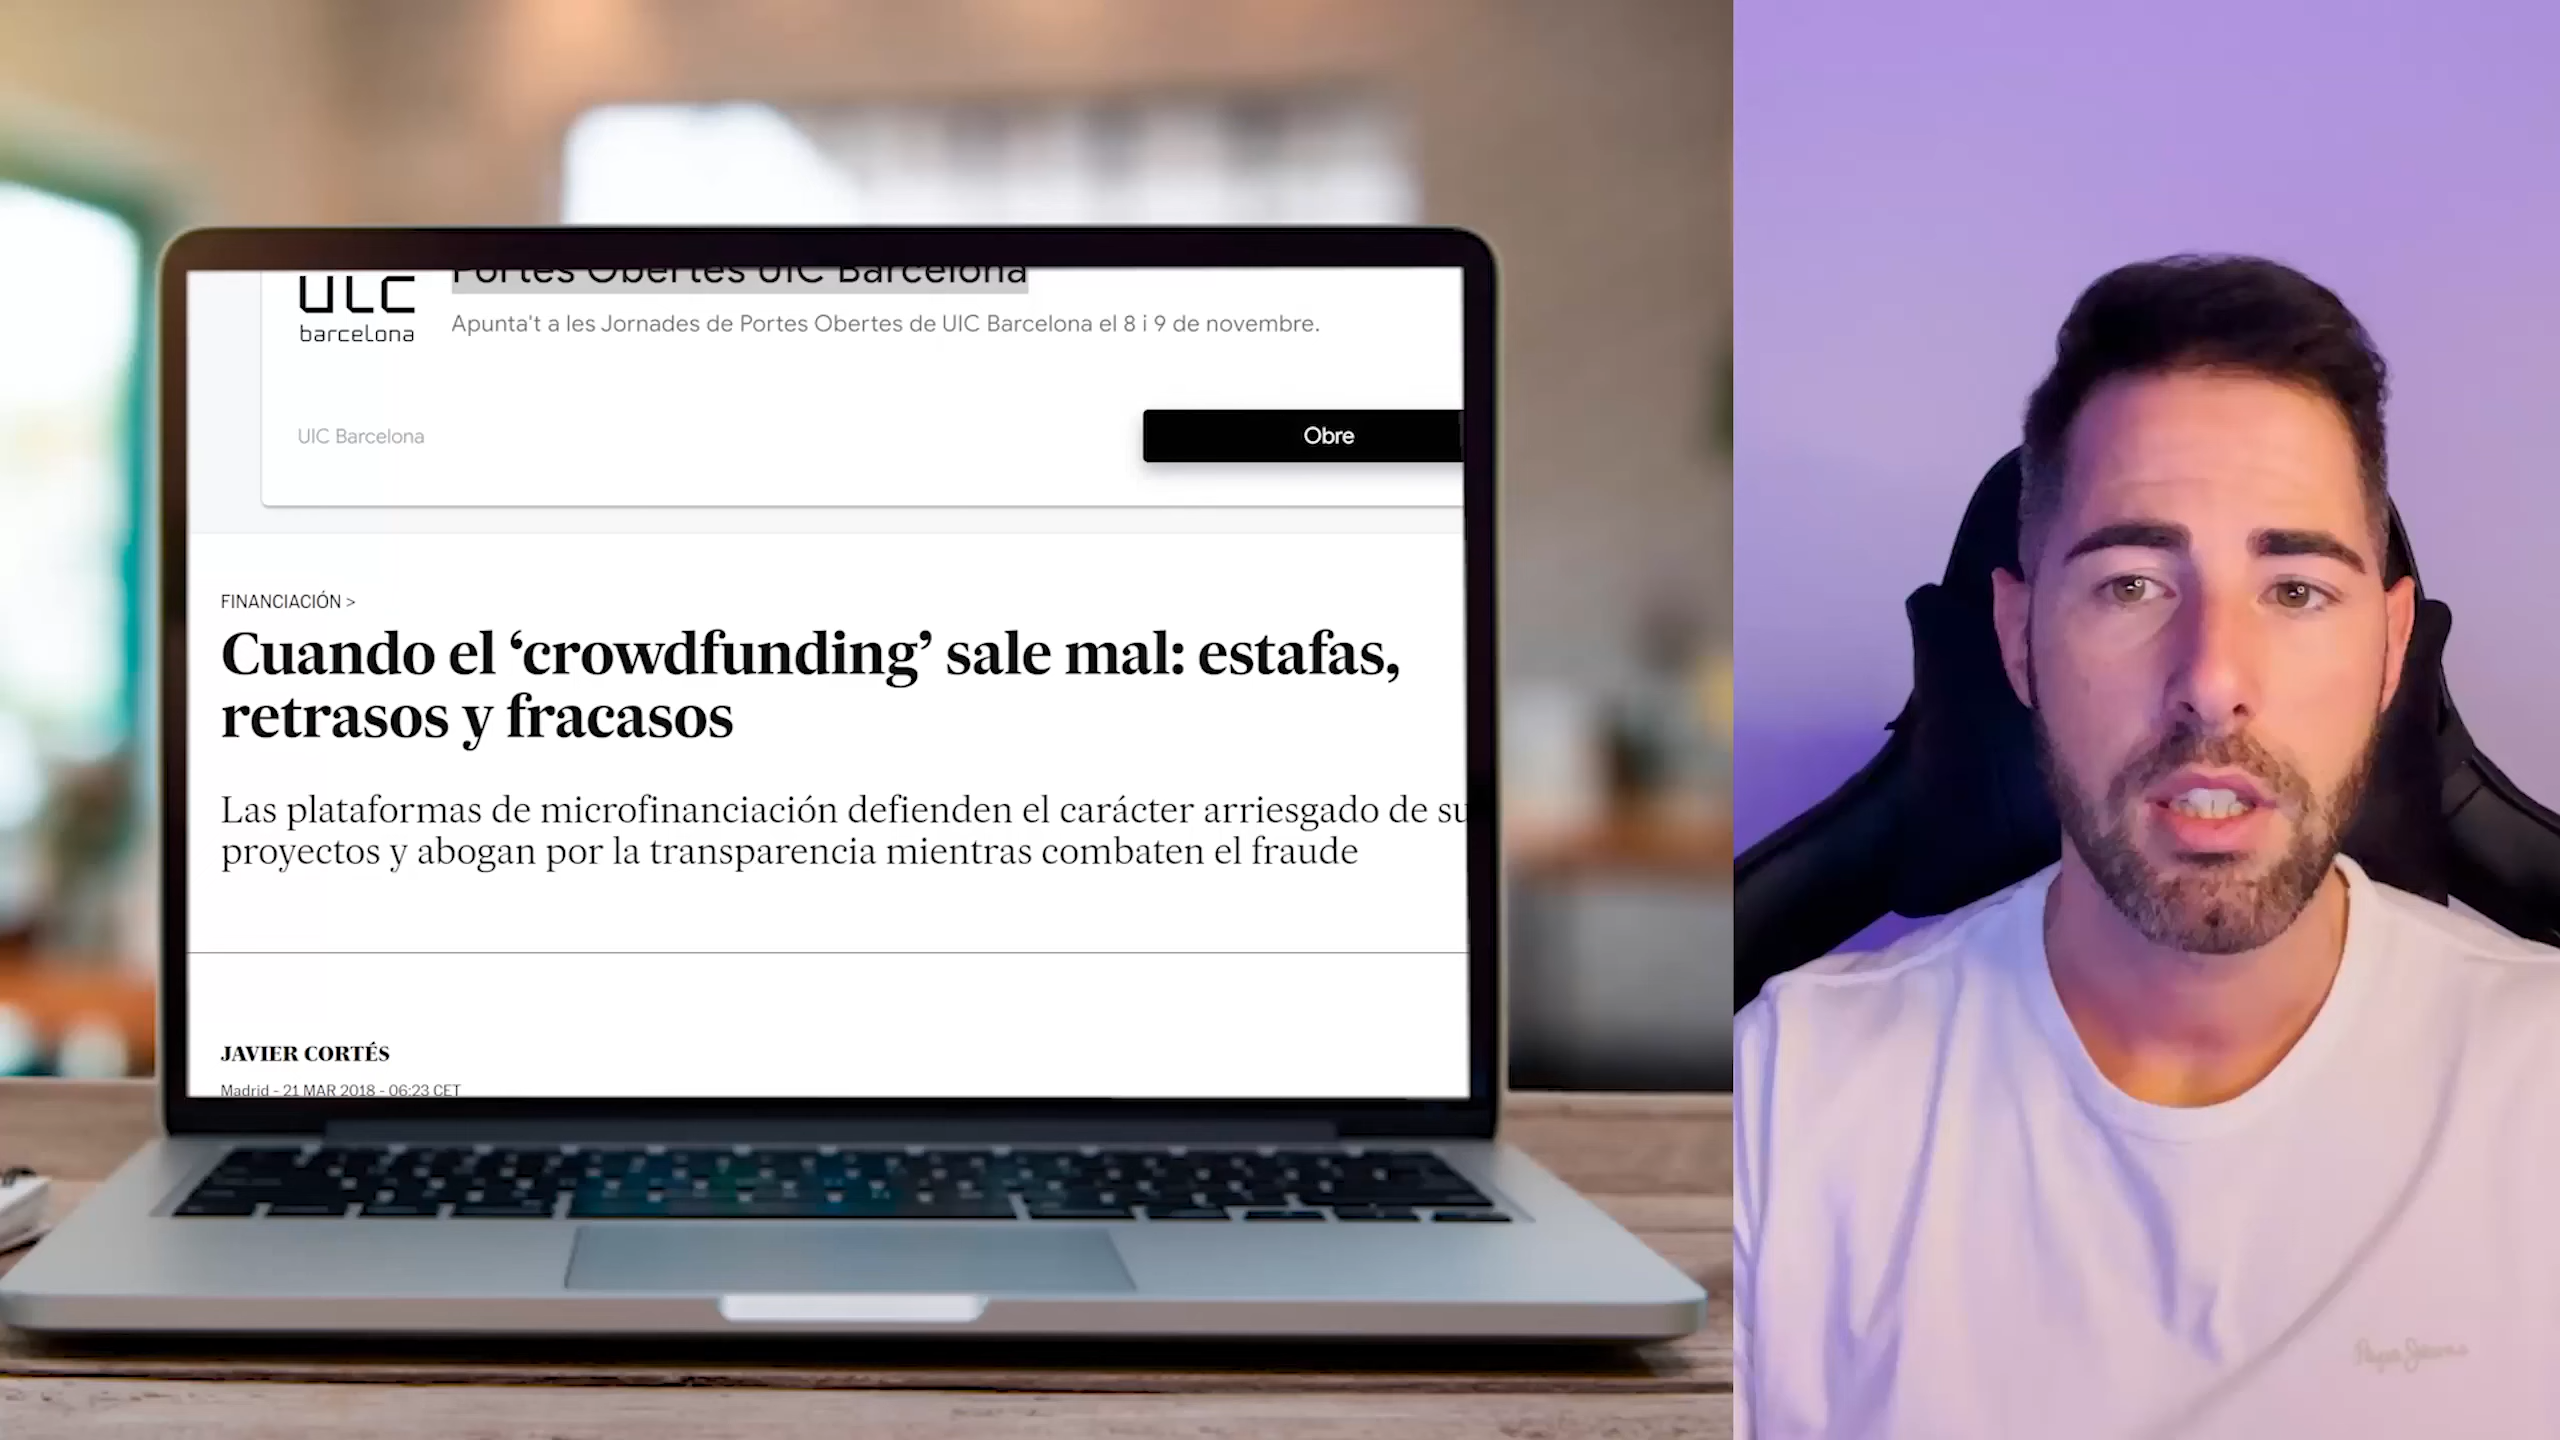 Portes Obertes UIC Barcelona
UIC
barcelona
Apunta't a les Jornades de Portes Obertes de UIC Barcelona el 8 i 9 de novembre.
UIC Barcelona
Obre
FINANCIACIÓN >
Cuando el ‘crowdfunding’ sale mal: estafas,
retrasos y fracasos
Las plataformas de microfinanciación defienden el carácter arriesgado de su
proyectos y abogan por la transparencia mientras combaten el fraude
JAVIER CORTÉS
Madrid - 21 MAR 2018 - 06:23 CET
Pepe Jeans